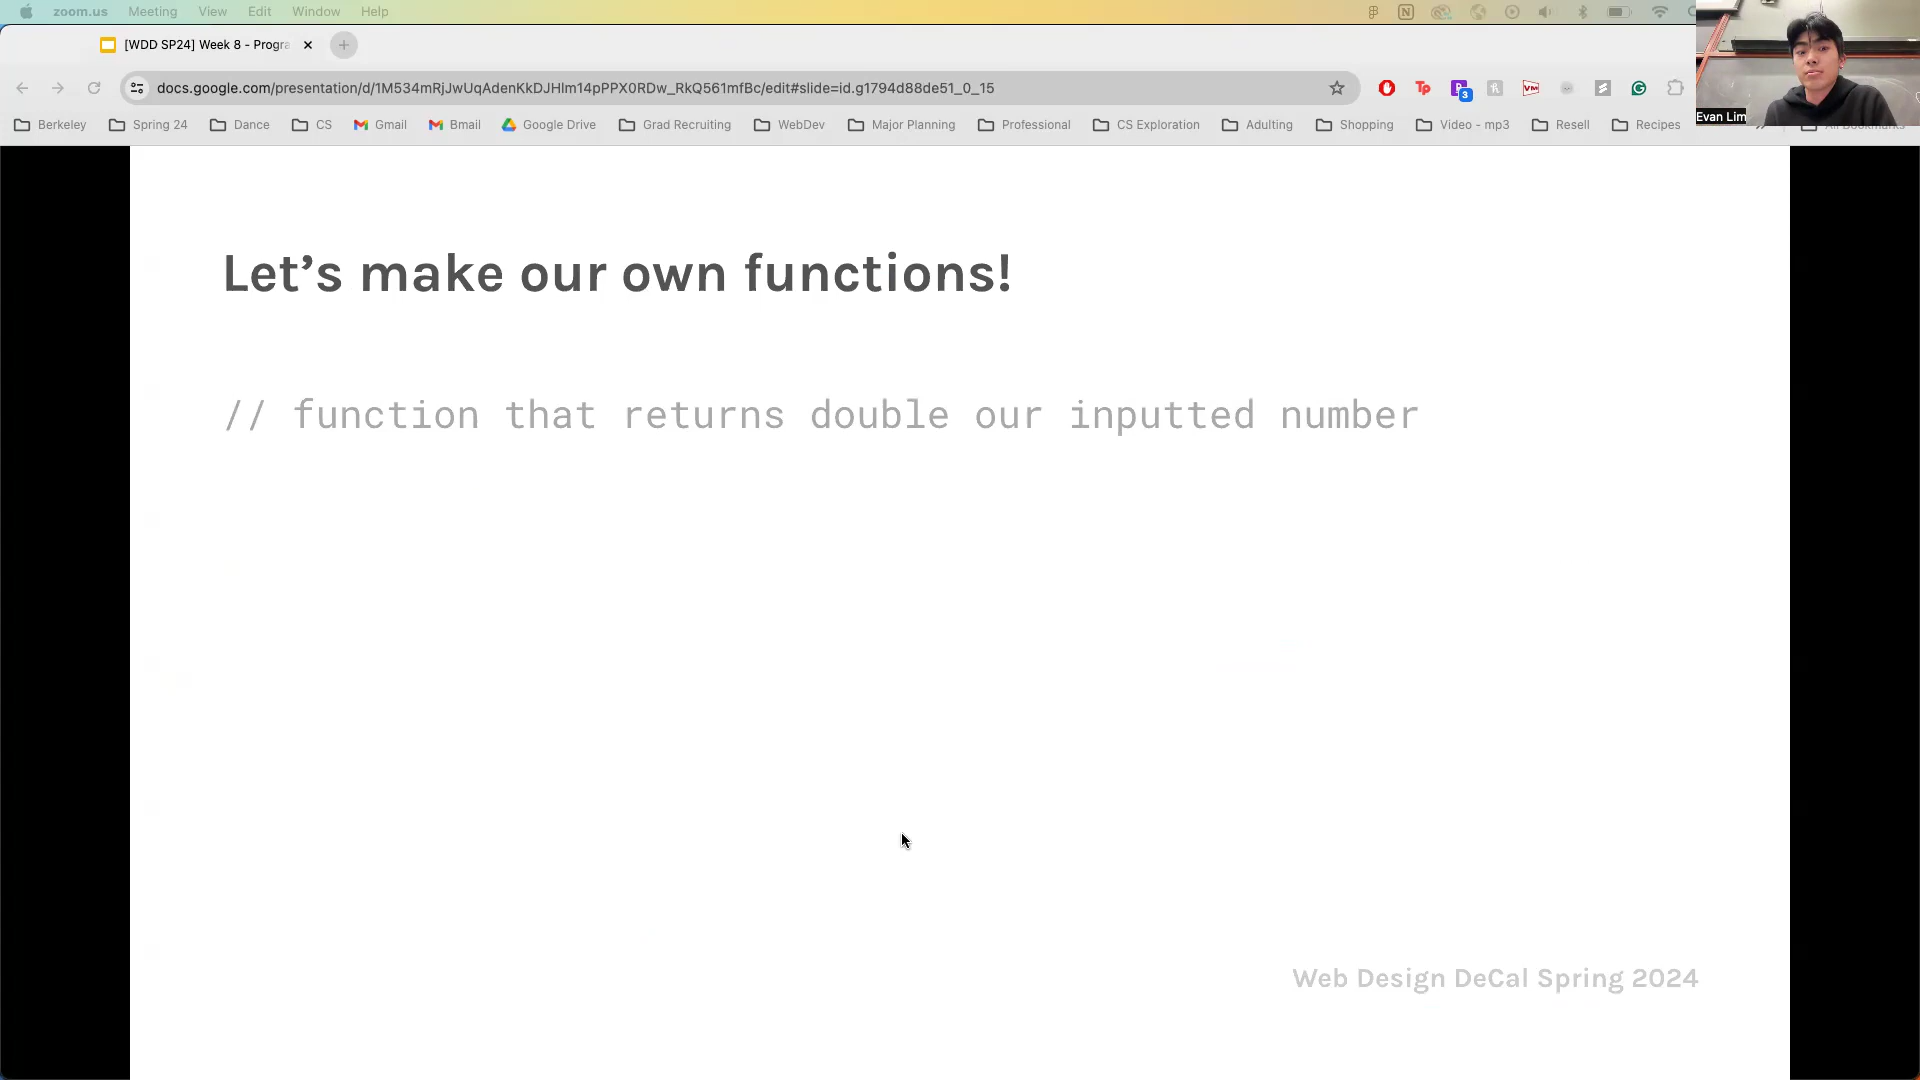 zoom.us Meeting View Edit Window Help
[WDD SP24] Week 8 - Progra
docs.google.com/presentation/d/1M534mRjJwUqAdenKkDJHlm14pPPX0RDw_RkQ561mfBc/edit#slide=id.g1794d88de51_0_15
Berkeley Spring 24 Dance CS Gmail Bmail Google Drive Grad Recruiting WebDev Major Planning Professional CS Exploration Adulting Shopping Video - mp3 Resell Recipes All Bookmarks
Evan Lim
Let’s make our own functions!
// function that returns double our inputted number
Web Design DeCal Spring 2024